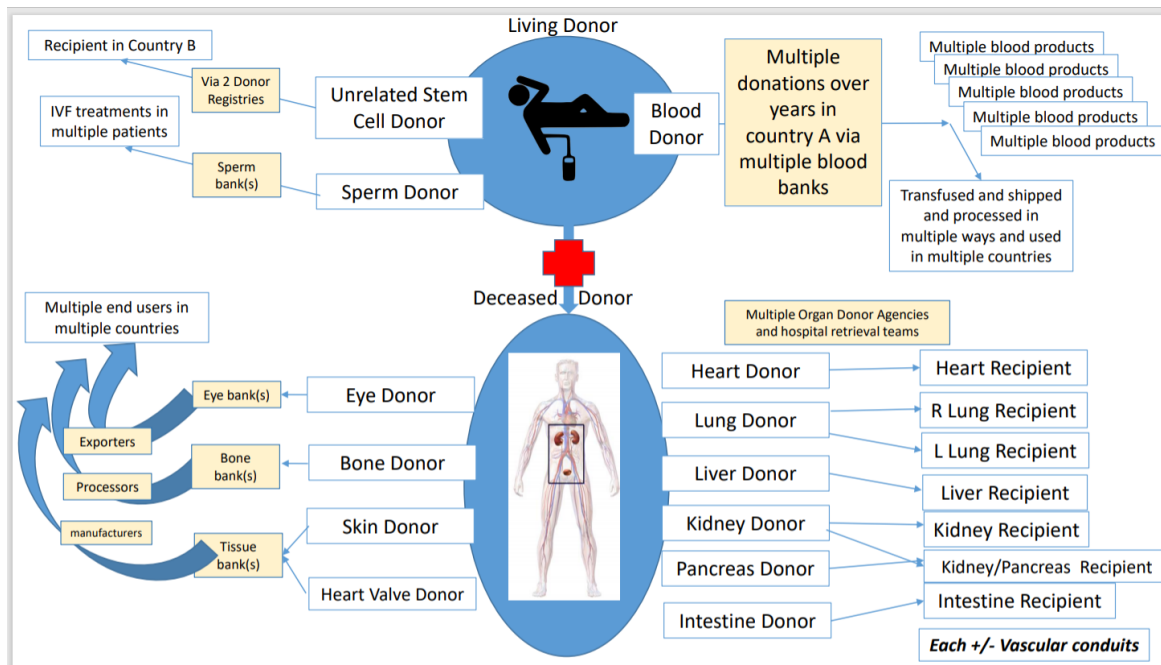 Living Donor
Recipient in Country B
Via 2 Donor
Registries
Unrelated Stem
Cell Donor
IVF treatments in
multiple patients
Sperm
bank(s)
Sperm Donor
Blood
Donor
Multiple
donations over
years in
country A via
multiple blood
banks
Multiple blood products
Multiple blood products
Multiple blood products
Multiple blood products
Multiple blood products
Transfused and shipped
and processed in
multiple ways and used
in multiple countries
Deceased Donor
Multiple end users in
multiple countries
Eye bank(s)
Eye Donor
Exporters
Bone
bank(s)
Bone Donor
Processors
Skin Donor
manufacturers
Tissue
bank(s)
Heart Valve Donor
Multiple Organ Donor Agencies
and hospital retrieval teams
Heart Donor
Heart Recipient
Lung Donor
R Lung Recipient
L Lung Recipient
Liver Donor
Liver Recipient
Kidney Donor
Kidney Recipient
Pancreas Donor
Kidney/Pancreas Recipient
Intestine Donor
Intestine Recipient
Each +/- Vascular conduits